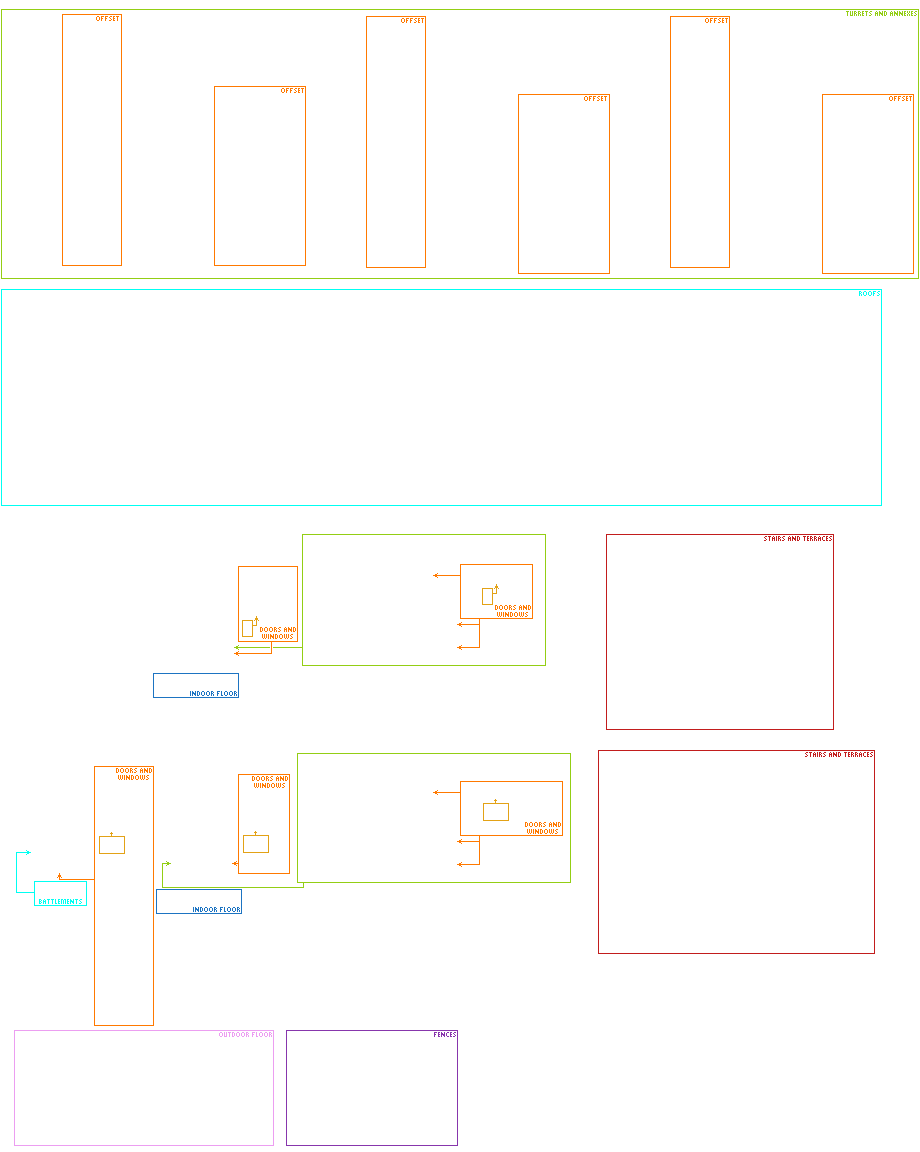 TURRETS AND ANNEXES
OFFSET
OFFSET
OFFSET
OFFSET
OFFSET
OFFSET
ROOFS
STAIRS AND TERRACES
DOORS AND
WINDOWS
DOORS AND
WINDOWS
INDOOR FLOOR
STAIRS AND TERRACES
DOORS AND
WINDOWS
DOORS AND
WINDOWS
DOORS AND
WINDOWS
BATTLEMENTS
INDOOR FLOOR
OUTDOOR FLOOR
FENCES